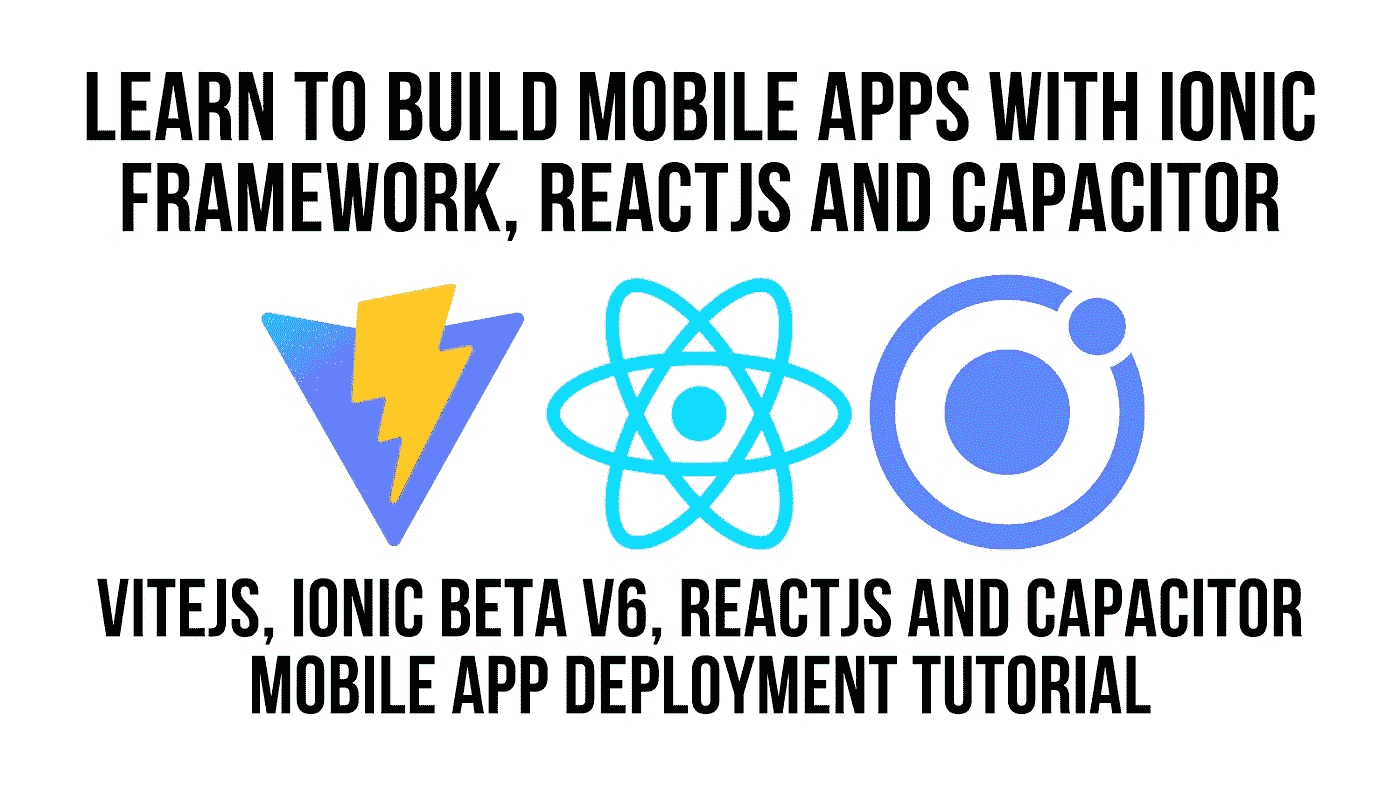 LEARN TO BUILD MOBILE APPS WITH IONIC
FRAMEWORK, REACTJS AND CAPACITOR
VITEJS, IONIC BETA V6, REACTJS AND CAPACITOR
MOBILE APP DEPLOYMENT TUTORIAL